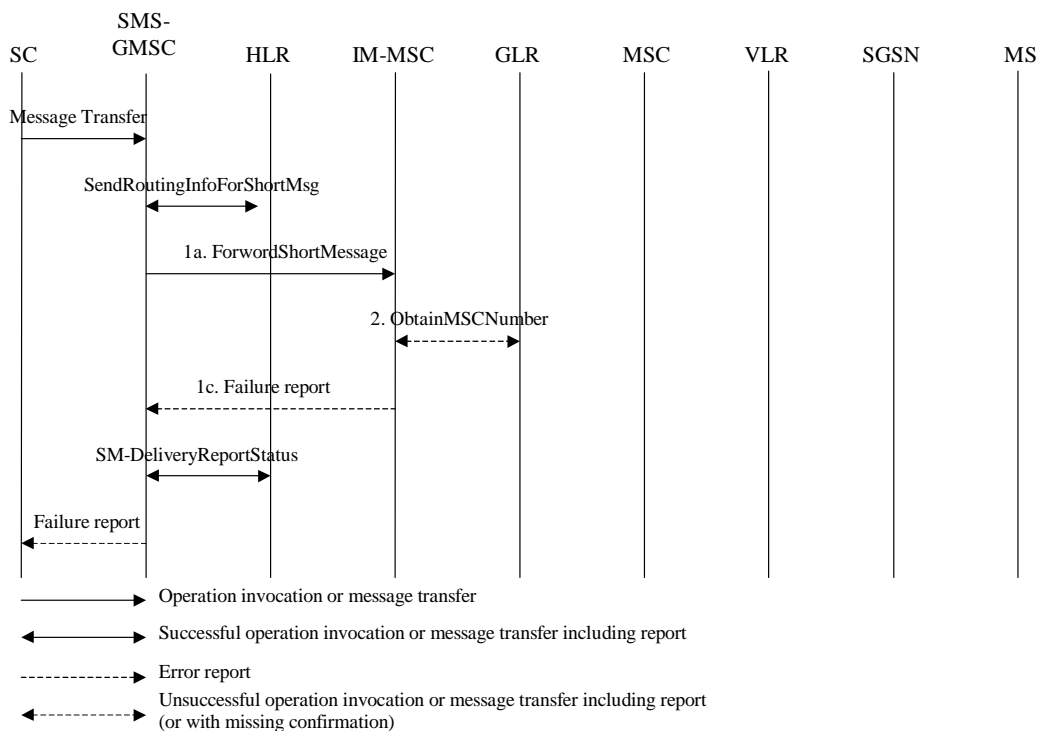 SMS-
GMSC
SC HLR IM-MSC GLR MSC VLR SGSN MS
Message Transfer
SendRoutingInfoForShortMsg
1a. ForwordShortMessage
2. ObtainMSCNumber
1c. Failure report
SM-DeliveryReportStatus
Failure report
Operation invocation or message transfer
Successful operation invocation or message transfer including report
Error report
Unsuccessful operation invocation or message transfer including report
(or with missing confirmation)